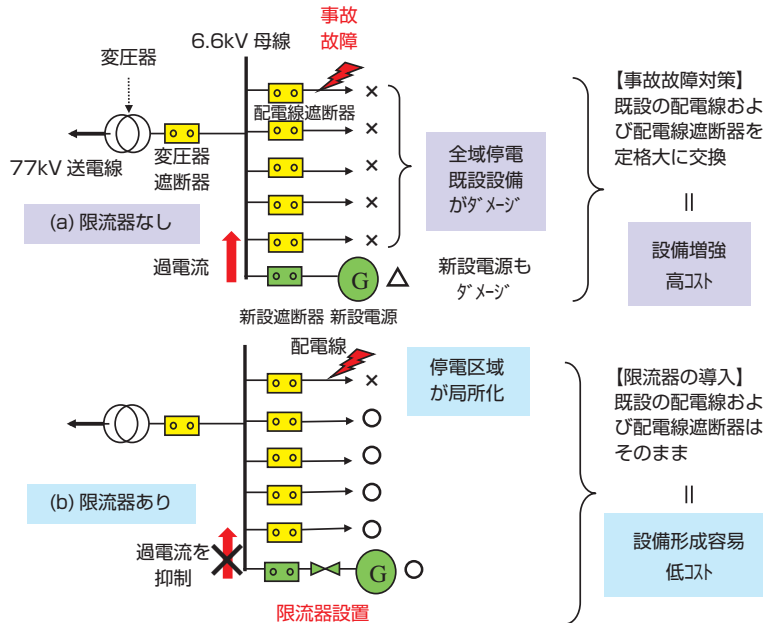 事故
故障
6.6kV 母線
変圧器
配電線遮断器
×
×
×
×
×
77kV 送電線
変圧器
遮断器
(a) 限流器なし
過電流
G
△
新設遮断器 新設電源
全域停電
既設設備
がﾀﾞﾒｰｼﾞ
新設電源も
ﾀﾞﾒｰｼﾞ
【事故故障対策】
既設の配電線およ
び配電線遮断器を
定格大に交換
||
設備増強
高ｺｽﾄ
配電線
×
○
○
○
○
停電区域
が局所化
(b) 限流器あり
過電流を
抑制
G
○
限流器設置
【限流器の導入】
既設の配電線およ
び配電線遮断器は
そのまま
||
設備形成容易
低ｺｽﾄ